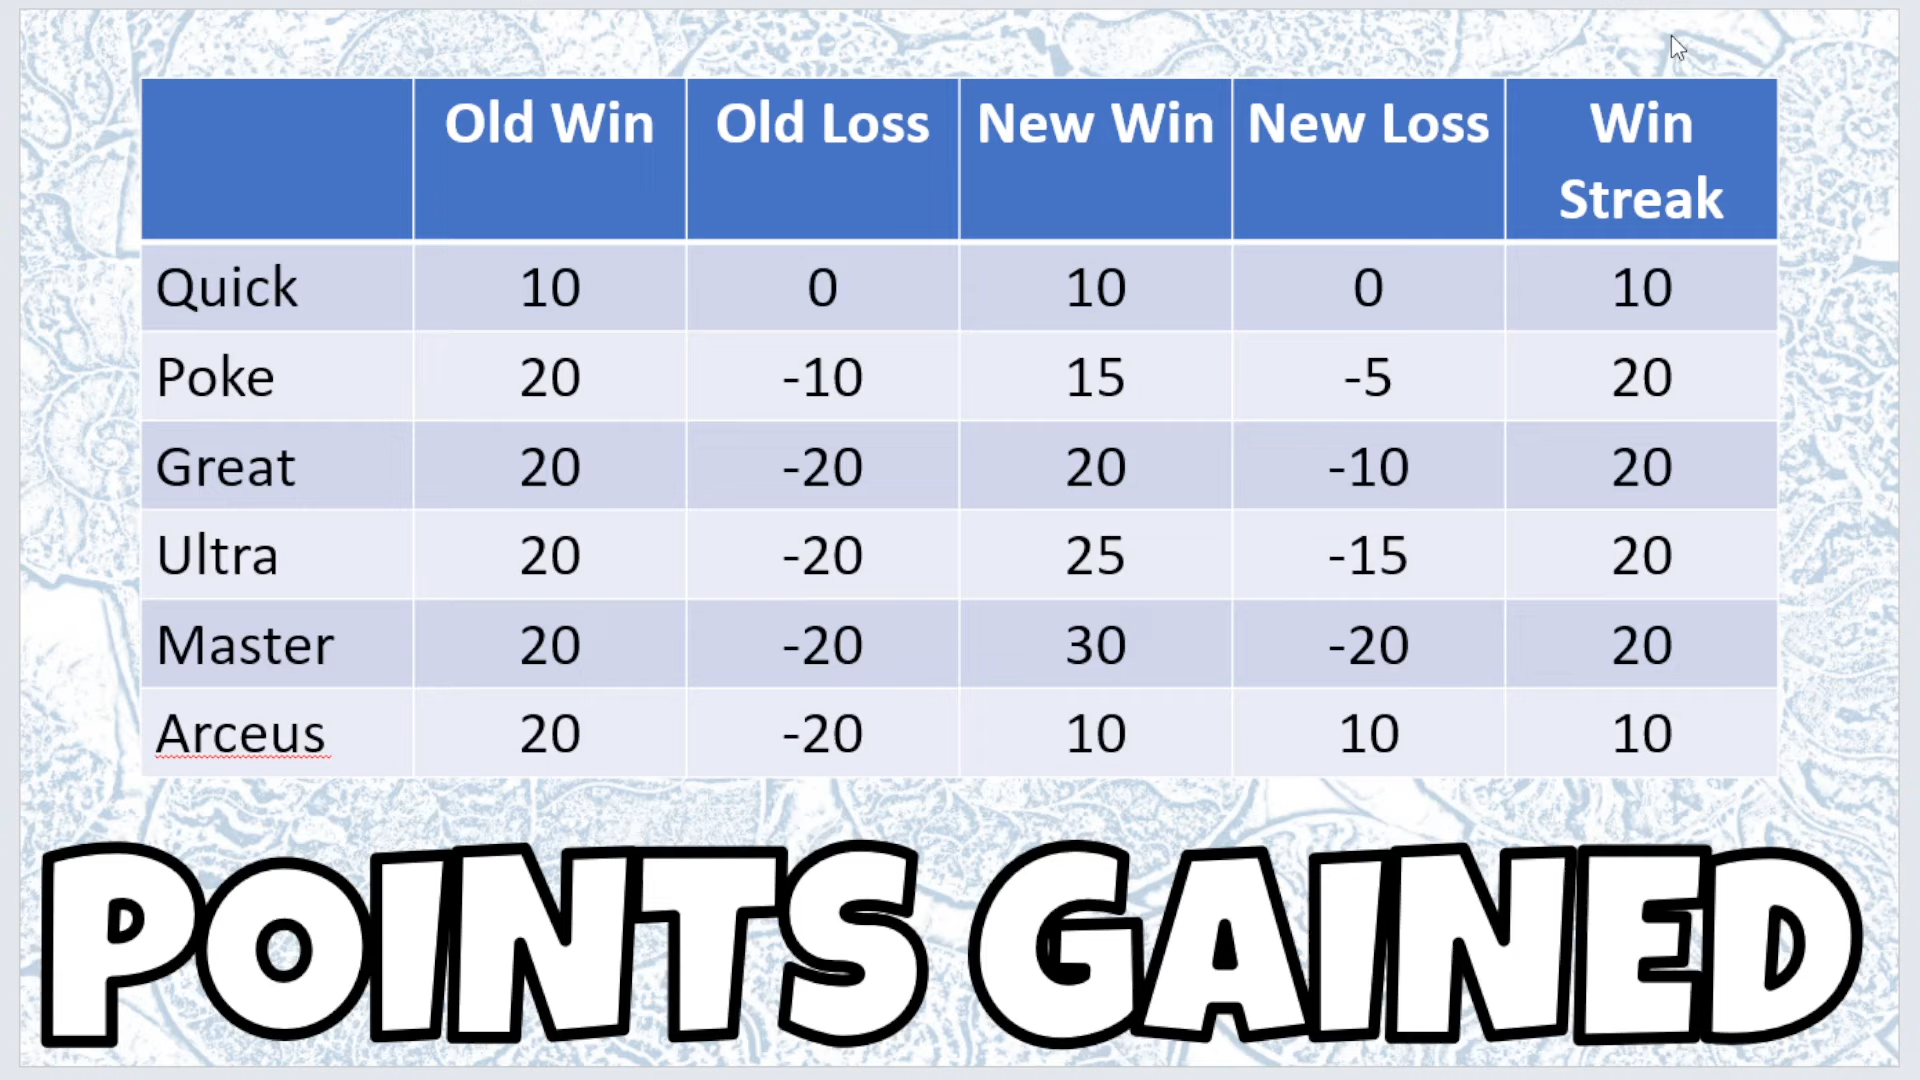 Old Win Old Loss New Win New Loss Win Streak
Quick 10 0 10 0 10
Poke 20 -10 15 -5 20
Great 20 -20 20 -10 20
Ultra 20 -20 25 -15 20
Master 20 -20 30 -20 20
Arceus 20 -20 10 10 10
POINTS GAINED